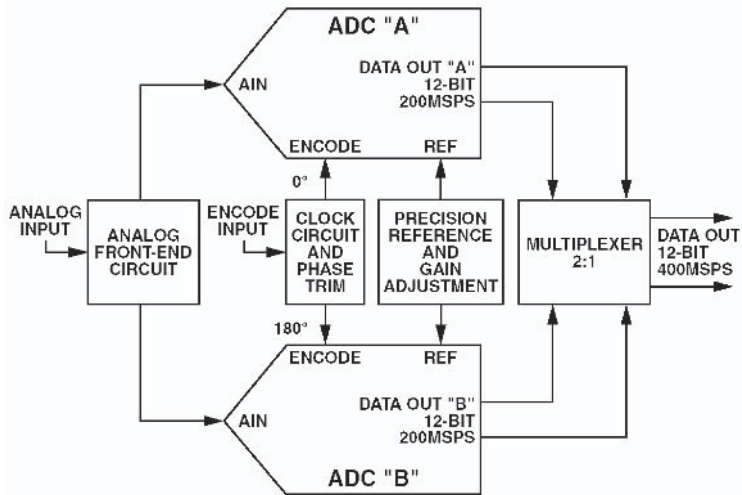 ADC "A"
AIN
DATA OUT "A"
12-BIT
200MSPS
ENCODE
REF
0°
ANALOG
INPUT
ANALOG
FRONT-END
CIRCUIT
ENCODE
INPUT
CLOCK
CIRCUIT
AND
PHASE
TRIM
PRECISION
REFERENCE
AND
GAIN
ADJUSTMENT
MULTIPLEXER
2:1
DATA OUT
12-BIT
400MSPS
180°
ENCODE
REF
AIN
DATA OUT "B"
12-BIT
200MSPS
ADC "B"